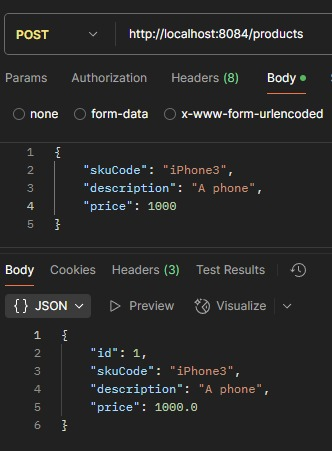 POST http://localhost:8084/products
Params Authorization Headers (8) Body
none form-data x-www-form-urlencoded
1 {
2 "skuCode": "iPhone3",
3 "description": "A phone",
4 "price": 1000
5 }
Body Cookies Headers (3) Test Results
{} JSON Preview Visualize
1 {
2 "id": 1,
3 "skuCode": "iPhone3",
4 "description": "A phone",
5 "price": 1000.0
6 }